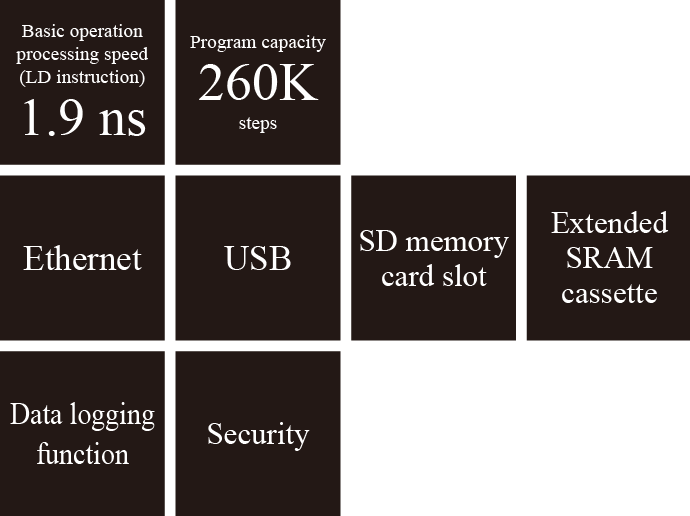 Basic operation
processing speed
(LD instruction)
1.9 ns
Program capacity
260K
steps
Ethernet
USB
SD memory
card slot
Extended
SRAM
cassette
Data logging
function
Security